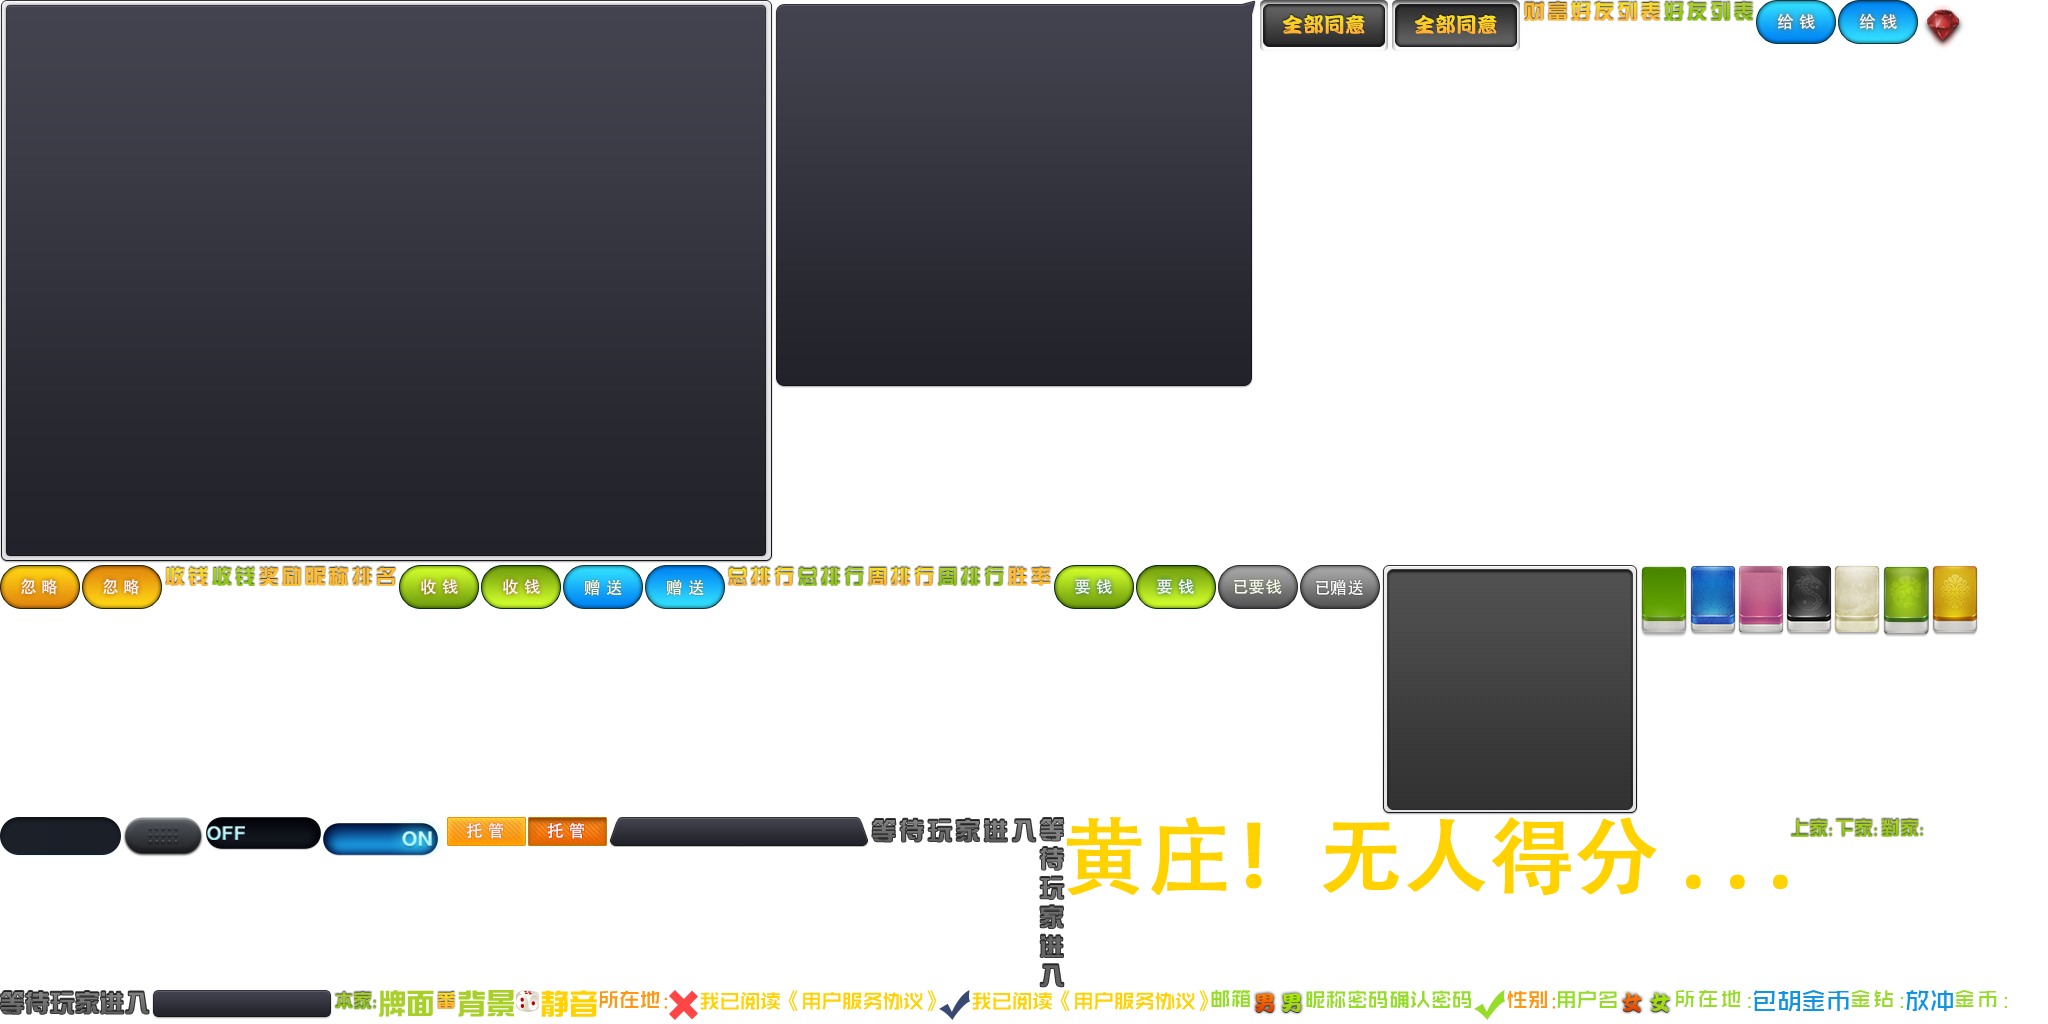 全部同意 全部同意 财富好友列表好友列表 给钱 给钱
忽略 忽略 收钱收钱奖励昵称排名 收钱 收钱 赠送 赠送 总排行总排行周排行周排行胜率 要钱 要钱 已要钱 已赠送
OFF ON 托管 托管 等待玩家进入
等待玩家进入
黄庄！无人得分...
上家:下家:对家:
等待玩家进入 本家:牌面番背景静音所在地:我已阅读《用户服务协议》我已阅读《用户服务协议》邮箱男男昵称密码确认密码性别:用户名女女所在地:包胡金币金钻:放冲金币: